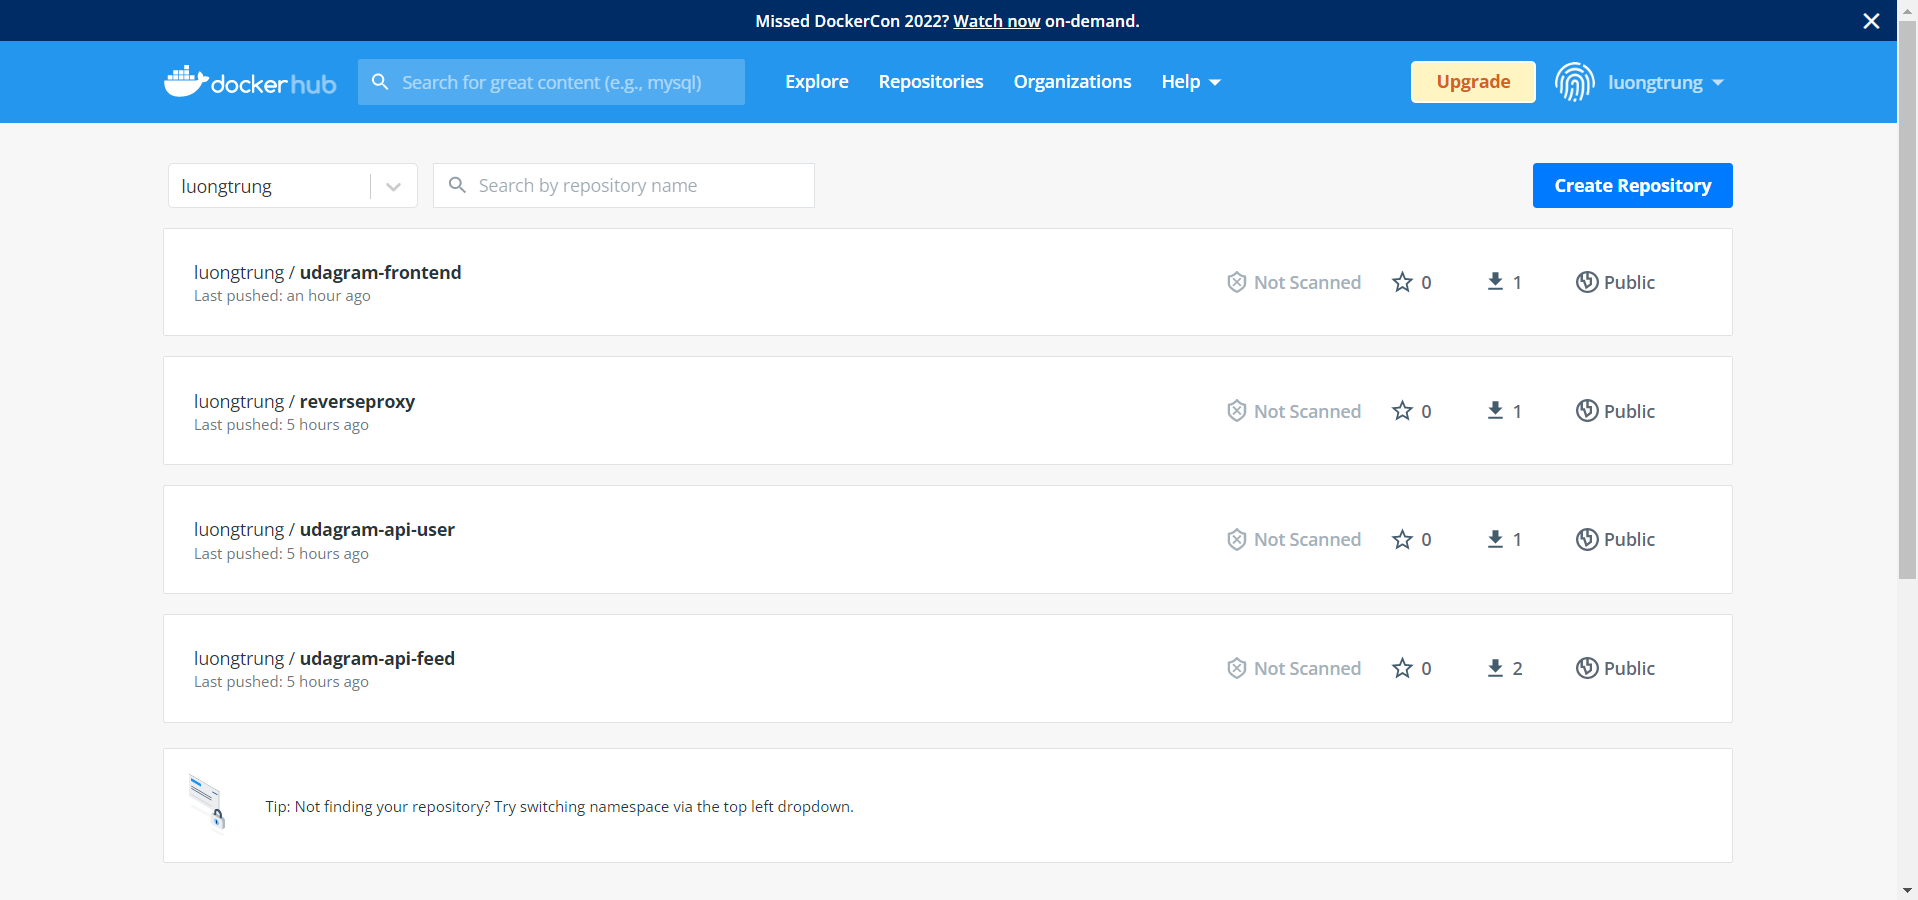 Missed DockerCon 2022? Watch now on-demand.
docker hub
Search for great content (e.g., mysql)
Explore Repositories Organizations Help
Upgrade
luongtrung
luongtrung
Search by repository name
Create Repository
luongtrung / udagram-frontend
Last pushed: an hour ago
Not Scanned 0 1 Public
luongtrung / reverseproxy
Last pushed: 5 hours ago
Not Scanned 0 1 Public
luongtrung / udagram-api-user
Last pushed: 5 hours ago
Not Scanned 0 1 Public
luongtrung / udagram-api-feed
Last pushed: 5 hours ago
Not Scanned 0 2 Public
Tip: Not finding your repository? Try switching namespace via the top left dropdown.